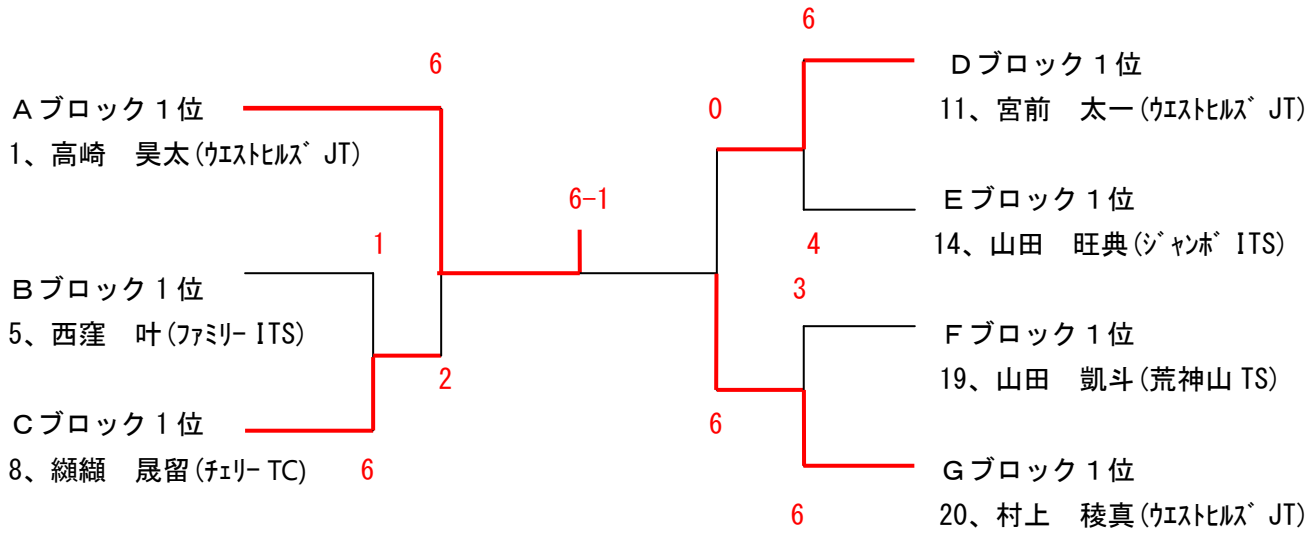 6
Aブロック1位
1、高崎　昊太(ｳｴｽﾄﾋﾙｽﾞ JT)
1
Bブロック1位
5、西窪　叶(ﾌｧﾐﾘｰ ITS)
2
Cブロック1位
8、纐纈　晟留(ﾁｪﾘｰ TC)
6
6-1
6
Dブロック1位
0
11、宮前　太一(ｳｴｽﾄﾋﾙｽﾞ JT)
Eブロック1位
4
14、山田　旺典(ｼﾞｬﾝﾎﾞ ITS)
3
Fブロック1位
19、山田　凱斗(荒神山 TS)
6
Gブロック1位
6
20、村上　稜真(ｳｴｽﾄﾋﾙｽﾞ JT)